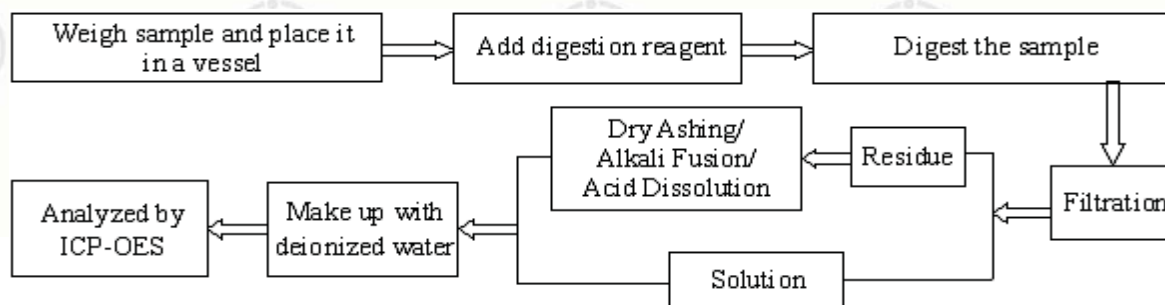 Weigh sample and place it
in a vessel
Add digestion reagent
Digest the sample
Dry Ashing/
Alkali Fusion/
Acid Dissolution
Residue
Filtration
Analyzed by
ICP-OES
Make up with
deionized water
Solution